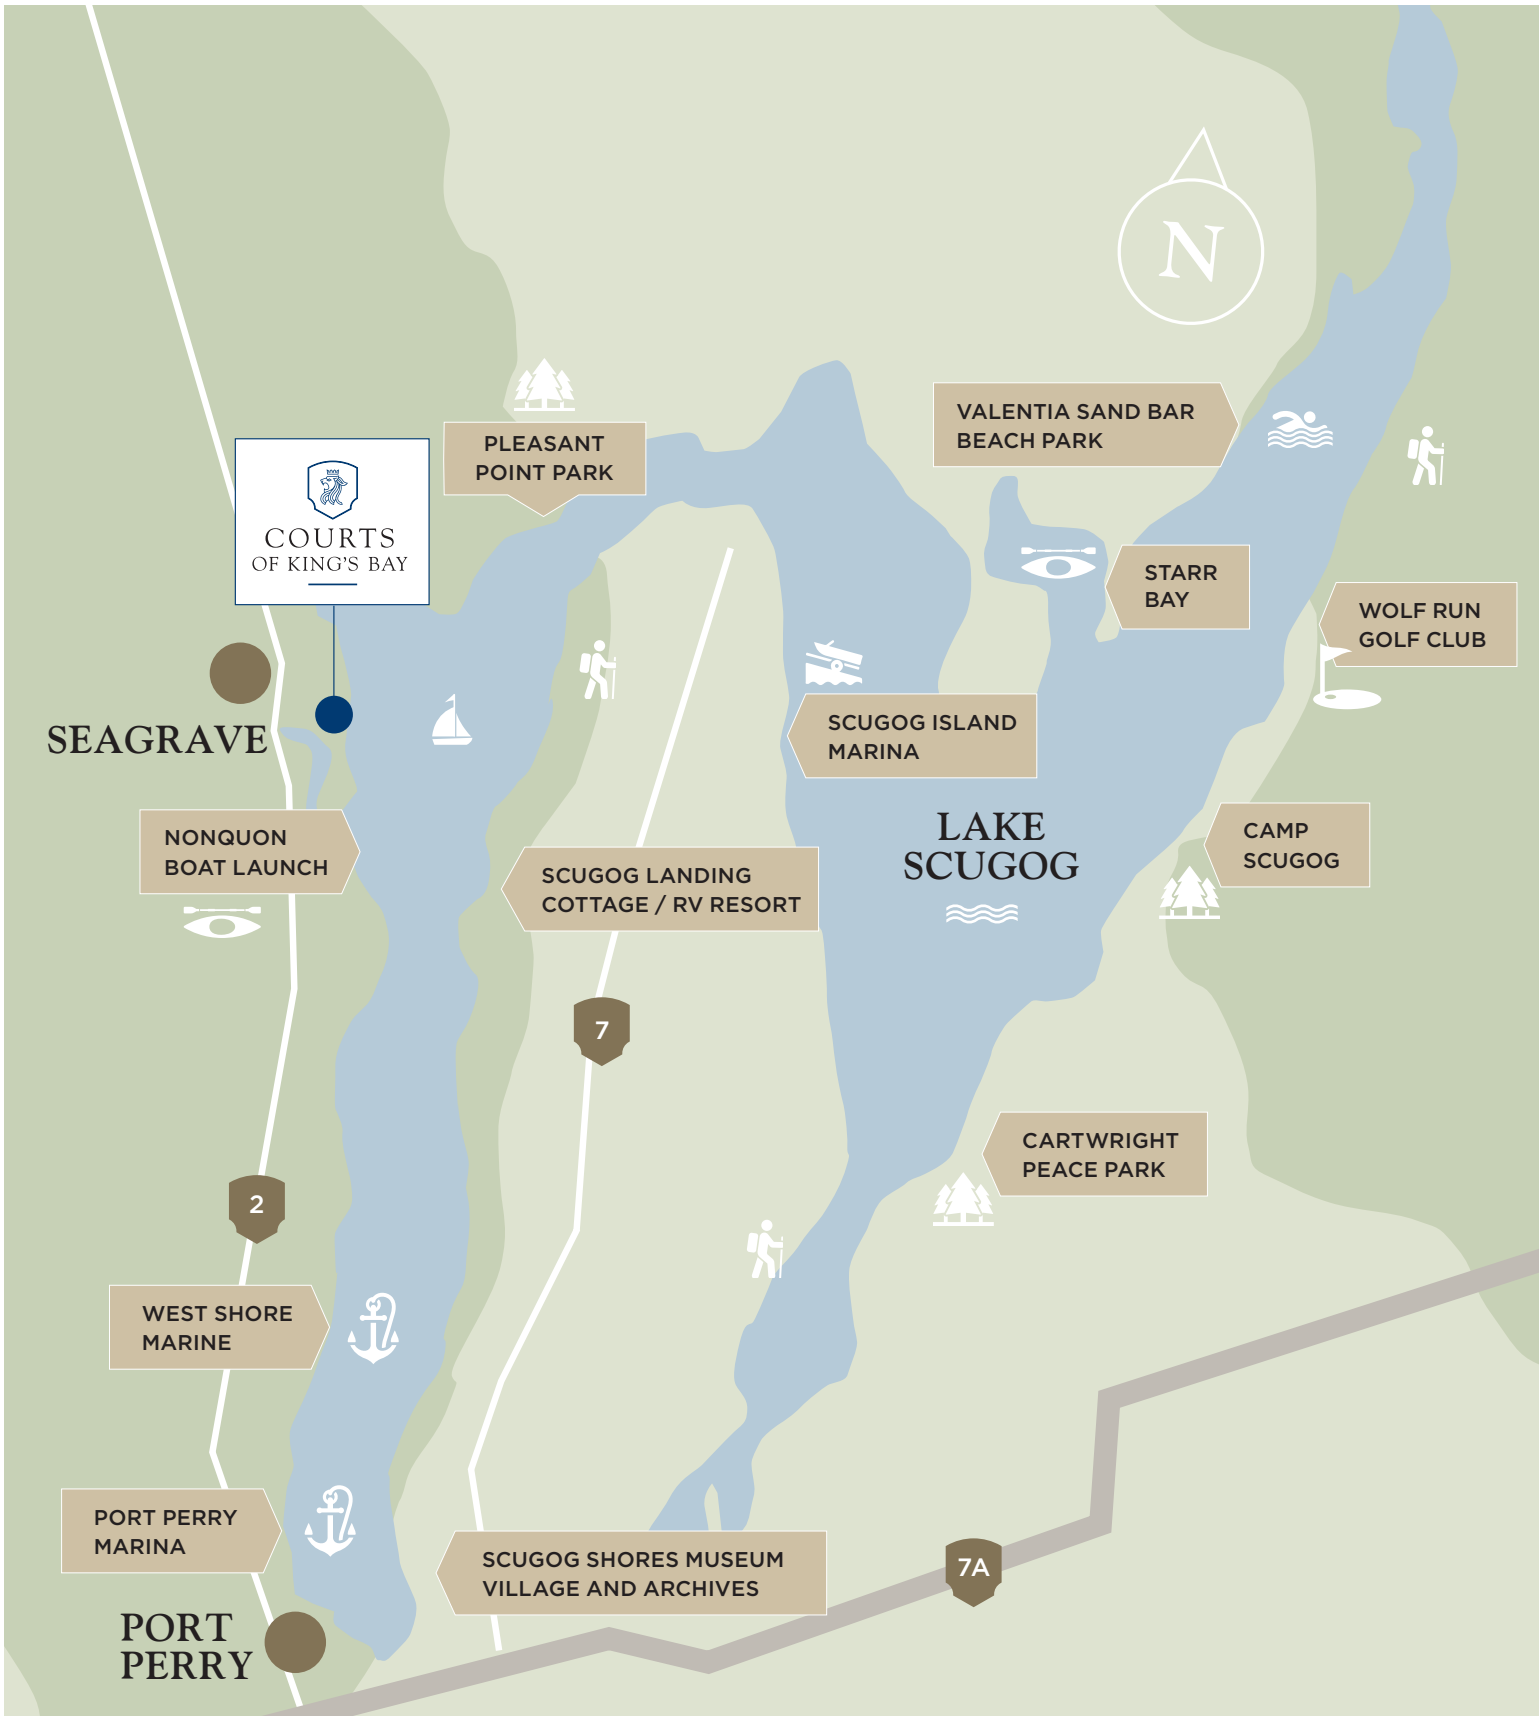 N
VALENTIA SAND BAR
BEACH PARK
PLEASANT
POINT PARK
COURTS
OF KING'S BAY
STARR
BAY
WOLF RUN
GOLF CLUB
SEAGRAVE
SCUGOG ISLAND
MARINA
NONQUON
BOAT LAUNCH
LAKE
SCUGOG
CAMP
SCUGOG
SCUGOG LANDING
COTTAGE / RV RESORT
7
CARTWRIGHT
PEACE PARK
2
WEST SHORE
MARINE
PORT PERRY
MARINA
SCUGOG SHORES MUSEUM
VILLAGE AND ARCHIVES
7A
PORT
PERRY